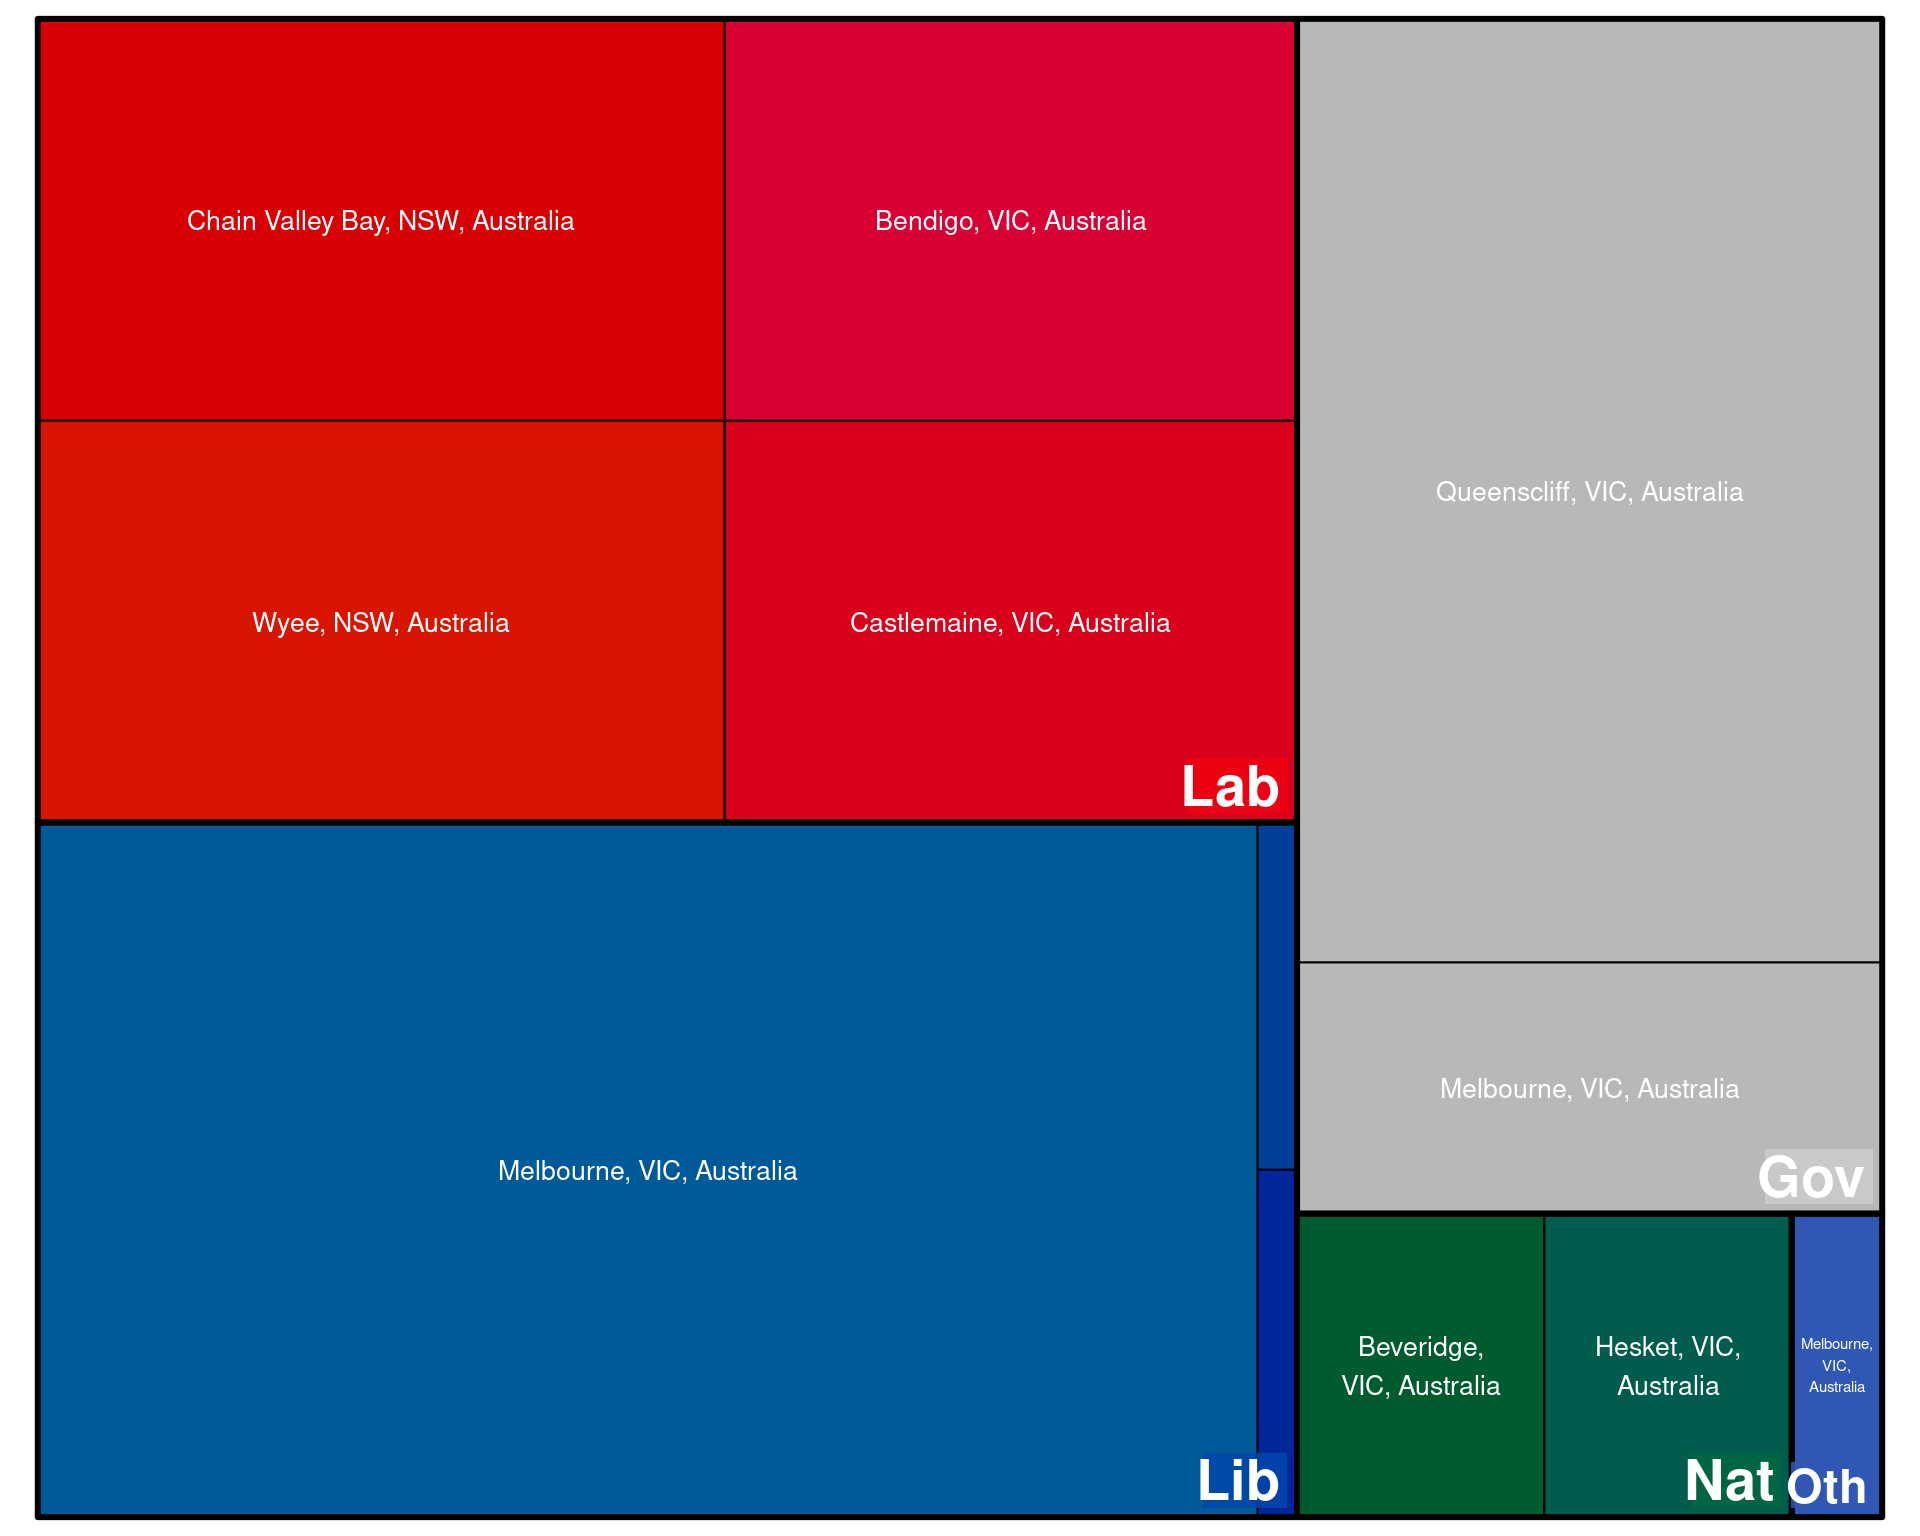 Chain Valley Bay, NSW, Australia
Bendigo, VIC, Australia
Wyee, NSW, Australia
Castlemaine, VIC, Australia
Lab
Melbourne, VIC, Australia
Lib
Queenscliff, VIC, Australia
Melbourne, VIC, Australia
Gov
Beveridge,
VIC, Australia
Hesket, VIC,
Australia
Nat
Melbourne,
VIC,
Australia
Oth